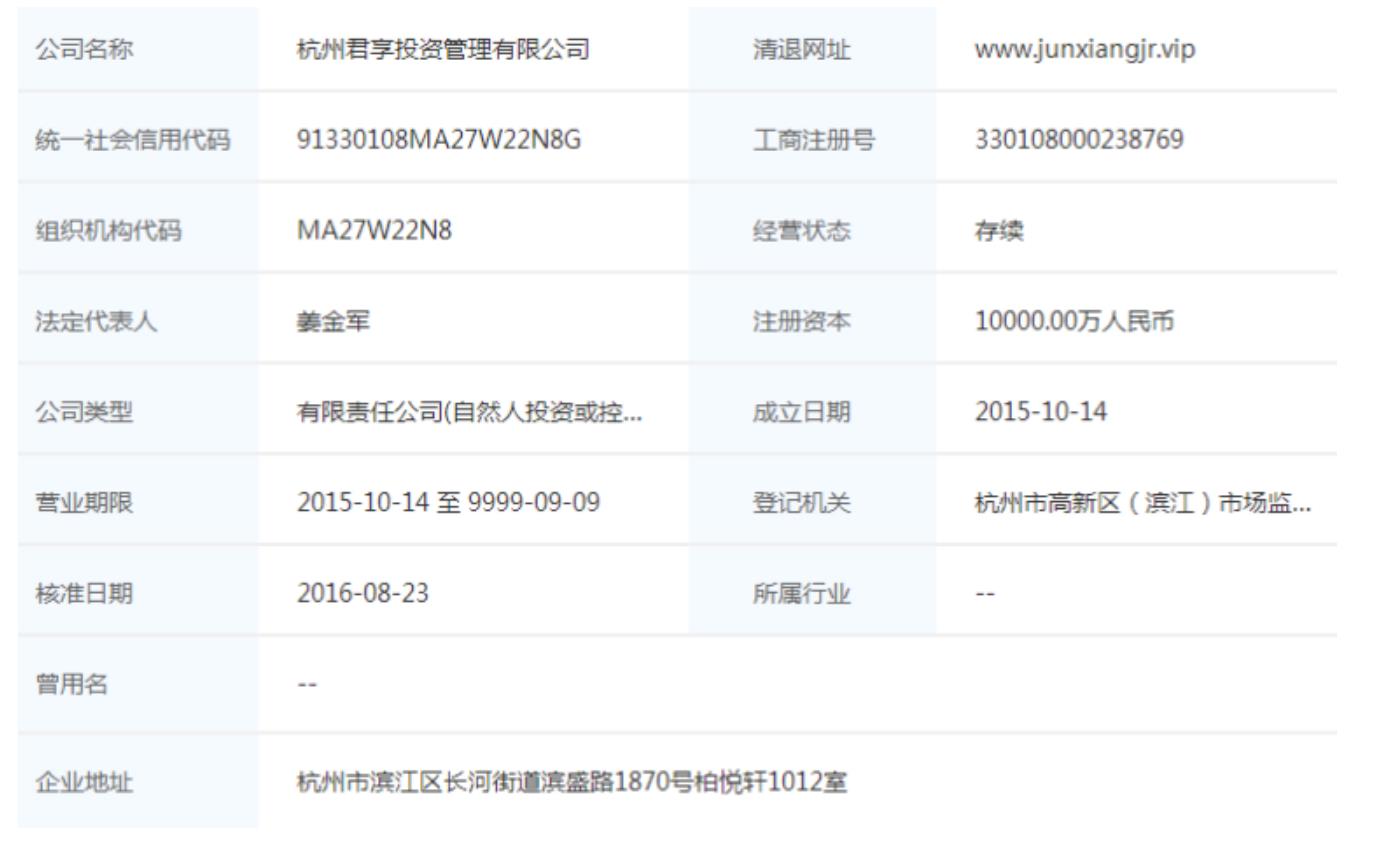 公司名称 杭州君享投资管理有限公司 清退网址 www.junxiangjr.vip
统一社会信用代码 91330108MA27W22N8G 工商注册号 330108000238769
组织机构代码 MA27W22N8 经营状态 存续
法定代表人 姜金军 注册资本 10000.00万人民币
公司类型 有限责任公司(自然人投资或控... 成立日期 2015-10-14
营业期限 2015-10-14 至 9999-09-09 登记机关 杭州市高新区（滨江）市场监...
核准日期 2016-08-23 所属行业 --
曾用名 --
企业地址 杭州市滨江区长河街道滨盛路1870号柏悦轩1012室